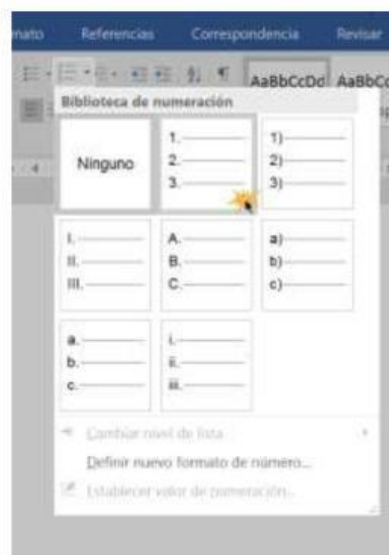 mato Referencias Correspondencia Revisar
AaBbCcDd AaBbCc
Biblioteca de numeración
Ninguno
1.
2.
3.
1)
2)
3)
I.
II.
III.
A.
B.
C.
a)
b)
c)
a.
b.
c.
i.
ii.
iii.
Cambiar nivel de lista
Definir nuevo formato de número...
Establecer valor de numeración...